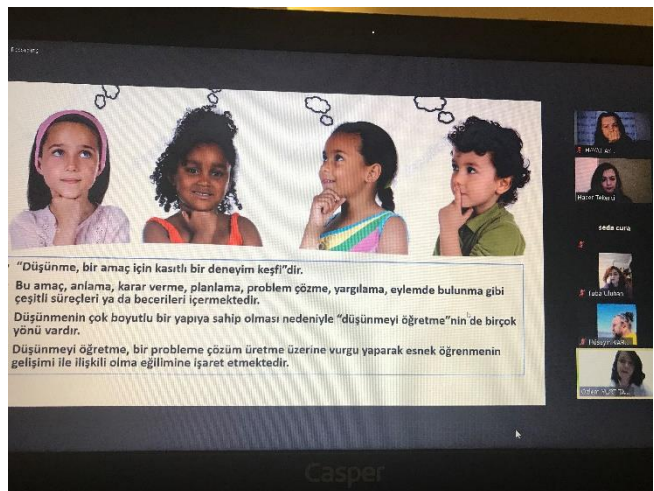 “Düşünme, bir amaç için kasıtlı bir deneyim keşfi”dir.
Bu amaç, anlama, karar verme, planlama, problem çözme, yargılama, eylemde bulunma gibi
çeşitli süreçleri ya da becerileri içermektedir.
Düşünmenin çok boyutlu bir yapıya sahip olması nedeniyle “düşünmeyi öğretme”nin de birçok
yönü vardır.
Düşünmeyi öğretme, bir probleme çözüm üretme üzerine vurgu yaparak esnek öğrenmenin
gelişimi ile ilişkili olma eğilimine işaret etmektedir.
seda cura
Casper